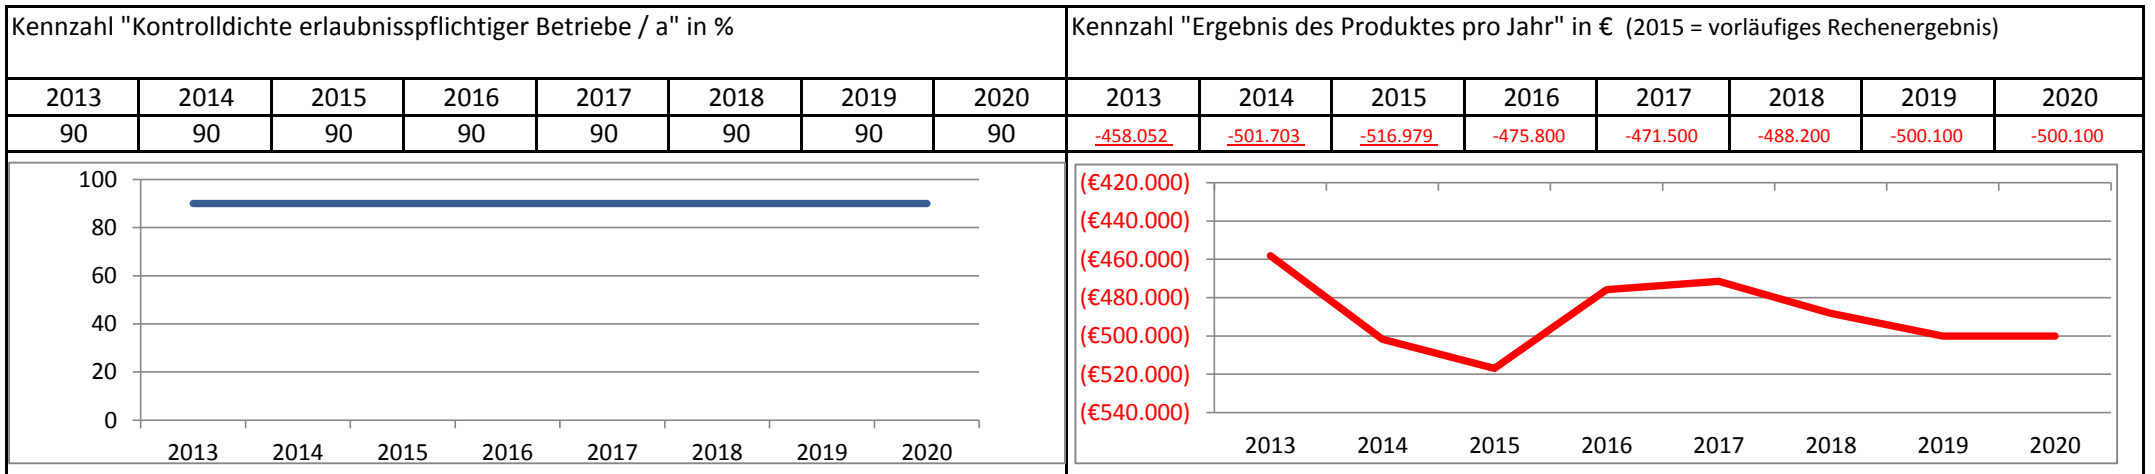 Kennzahl "Kontrolldichte erlaubnisspflichtiger Betriebe / a" in %
2013 2014 2015 2016 2017 2018 2019 2020
90 90 90 90 90 90 90 90
100
80
60
40
20
0
2013 2014 2015 2016 2017 2018 2019 2020
Kennzahl "Ergebnis des Produktes pro Jahr" in € (2015 = vorläufiges Rechenergebnis)
2013 2014 2015 2016 2017 2018 2019 2020
-458.052 -501.703 -516.979 -475.800 -471.500 -488.200 -500.100 -500.100
(€420.000)
(€440.000)
(€460.000)
(€480.000)
(€500.000)
(€520.000)
(€540.000)
2013 2014 2015 2016 2017 2018 2019 2020